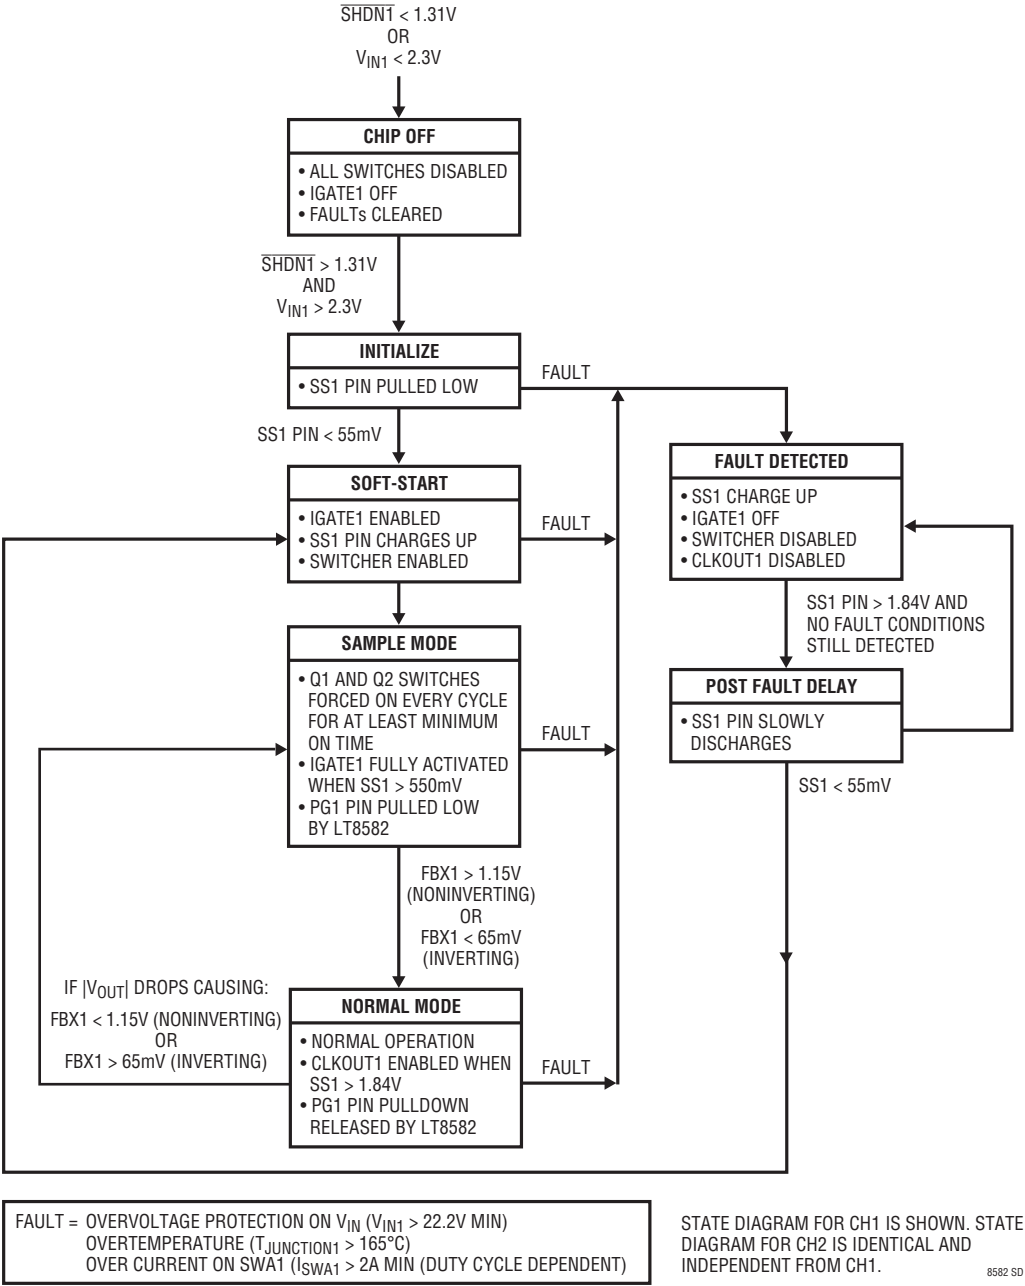 SHDN1 < 1.31V
OR
VIN1 < 2.3V
CHIP OFF
• ALL SWITCHES DISABLED
• IGATE1 OFF
• FAULTs CLEARED
SHDN1 > 1.31V
AND
VIN1 > 2.3V
INITIALIZE
• SS1 PIN PULLED LOW
FAULT
SS1 PIN < 55mV
SOFT-START
• IGATE1 ENABLED
• SS1 PIN CHARGES UP
• SWITCHER ENABLED
FAULT
FAULT DETECTED
• SS1 CHARGE UP
• IGATE1 OFF
• SWITCHER DISABLED
• CLKOUT1 DISABLED
SS1 PIN > 1.84V AND
NO FAULT CONDITIONS
STILL DETECTED
SAMPLE MODE
• Q1 AND Q2 SWITCHES
FORCED ON EVERY CYCLE
FOR AT LEAST MINIMUM
ON TIME
• IGATE1 FULLY ACTIVATED
WHEN SS1 > 550mV
• PG1 PIN PULLED LOW
BY LT8582
FAULT
POST FAULT DELAY
• SS1 PIN SLOWLY
DISCHARGES
SS1 < 55mV
FBX1 > 1.15V
(NONINVERTING)
OR
FBX1 < 65mV
(INVERTING)
IF |VOUT| DROPS CAUSING:
FBX1 < 1.15V (NONINVERTING)
OR
FBX1 > 65mV (INVERTING)
NORMAL MODE
• NORMAL OPERATION
• CLKOUT1 ENABLED WHEN
SS1 > 1.84V
• PG1 PIN PULLDOWN
RELEASED BY LT8582
FAULT
FAULT = OVERVOLTAGE PROTECTION ON VIN (VIN1 > 22.2V MIN)
OVERTEMPERATURE (TJUNCTION1 > 165°C)
OVER CURRENT ON SWA1 (ISWA1 > 2A MIN (DUTY CYCLE DEPENDENT)
STATE DIAGRAM FOR CH1 IS SHOWN. STATE
DIAGRAM FOR CH2 IS IDENTICAL AND
INDEPENDENT FROM CH1.
8582 SD